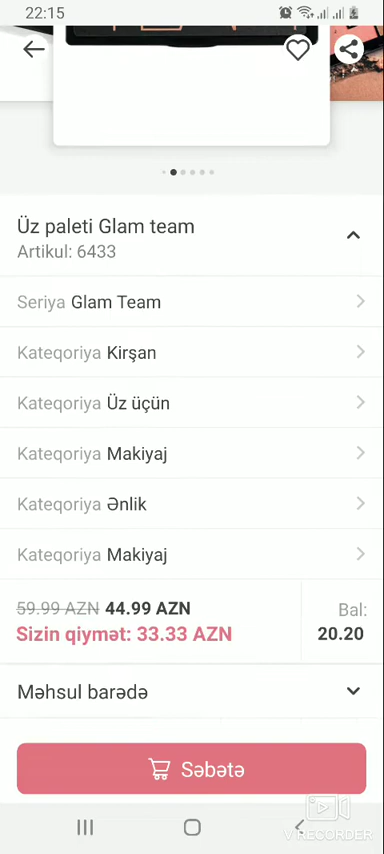 22:15
Üz paleti Glam team
Artikul: 6433
Seriya Glam Team
Kateqoriya Kirşan
Kateqoriya Üz üçün
Kateqoriya Makiyaj
Kateqoriya Ənlik
Kateqoriya Makiyaj
59.99 AZN 44.99 AZN
Sizin qiymət: 33.33 AZN
Bal:
20.20
Məhsul barədə
Səbətə
V RECORDER